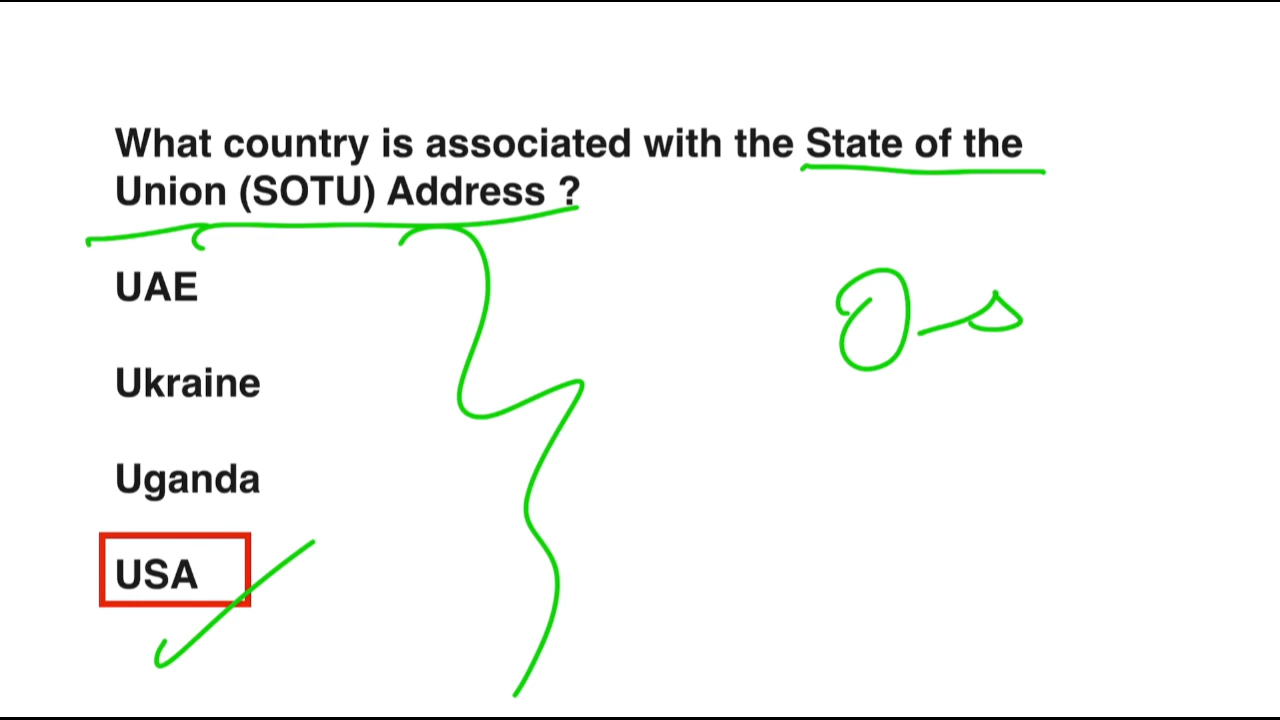 What country is associated with the State of the
Union (SOTU) Address ?
UAE
Ukraine
Uganda
USA